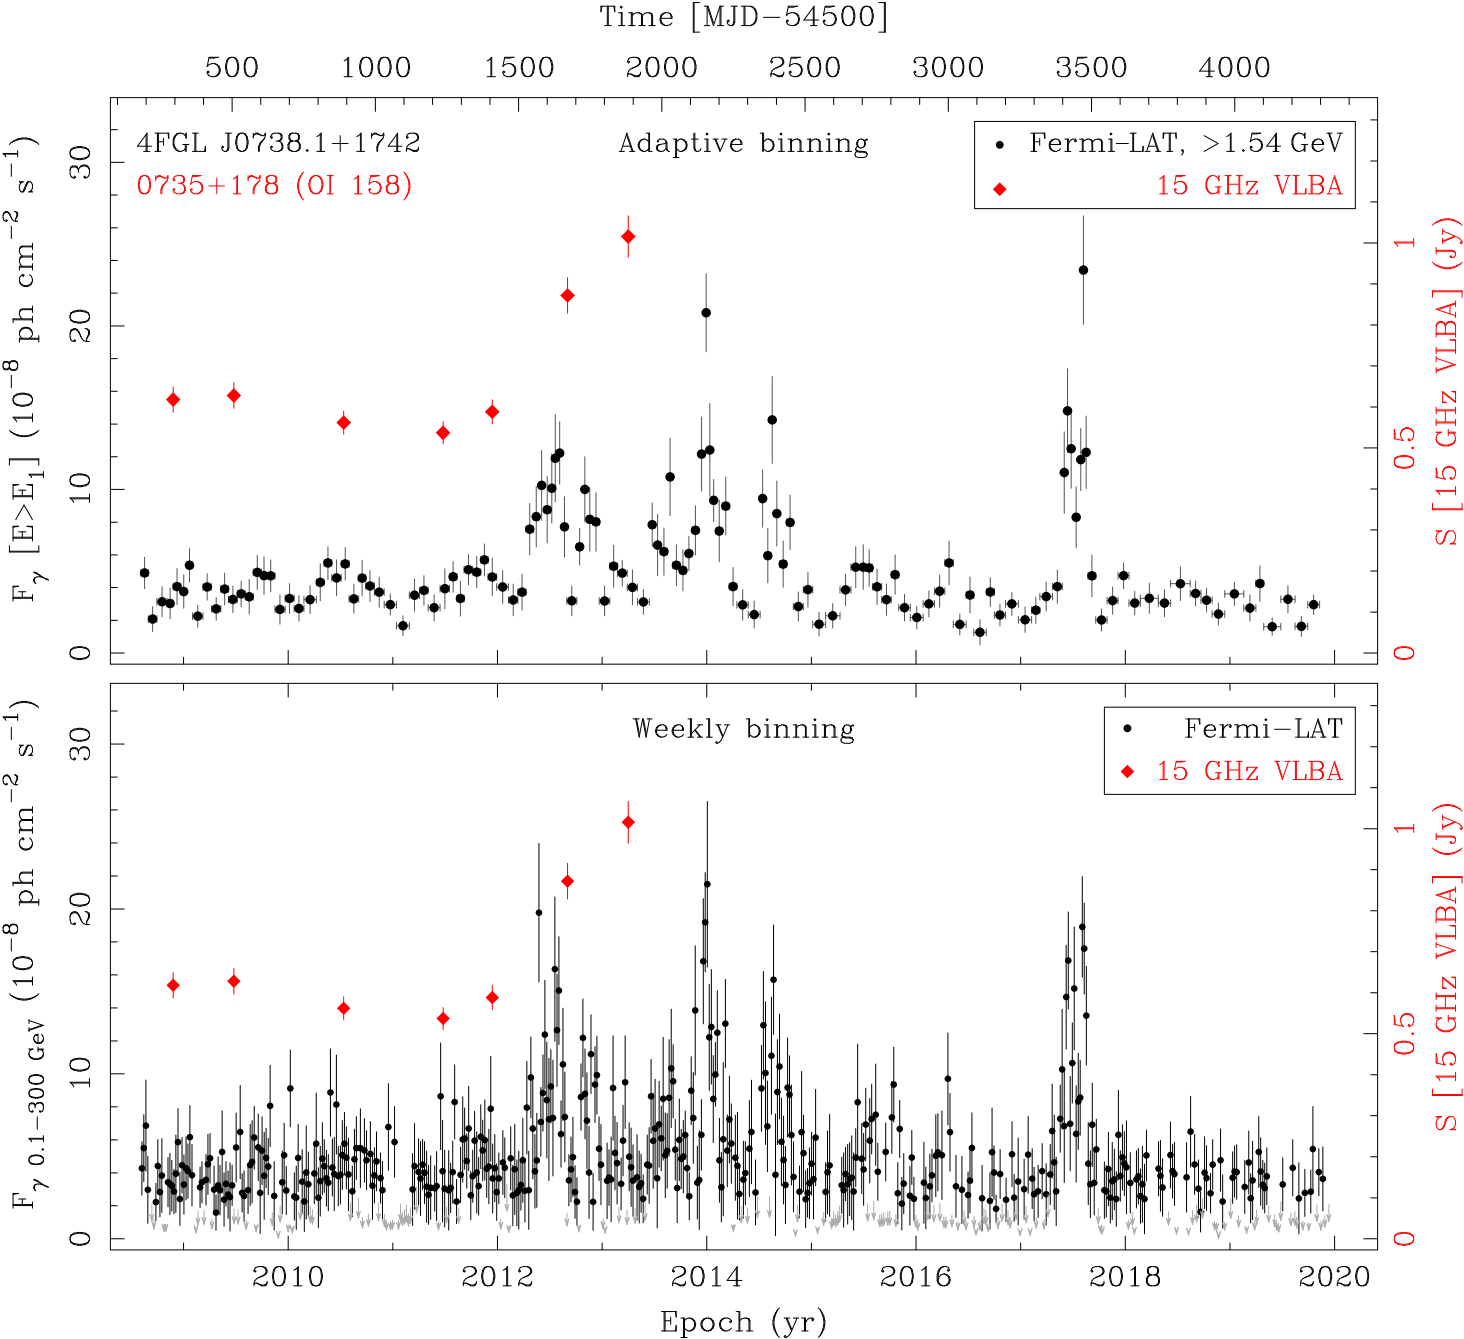 Time [MJD−54500]
500 1000 1500 2000 2500 3000 3500 4000
4FGL J0738.1+1742
0735+178 (OI 158)
Adaptive binning
Fermi−LAT, >1.54 GeV
15 GHz VLBA
F γ [E>E1] (10−8 ph cm−2 s−1)
30
20
10
0
S [15 GHz VLBA] (Jy)
1
0.5
0
Weekly binning
Fermi−LAT
15 GHz VLBA
F γ 0.1−300 GeV (10−8 ph cm−2 s−1)
30
20
10
0
S [15 GHz VLBA] (Jy)
1
0.5
0
2010 2012 2014 2016 2018 2020
Epoch (yr)